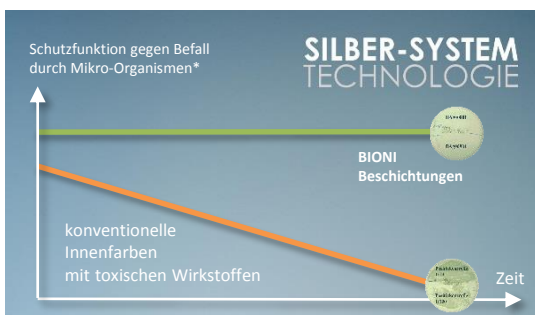 Schutzfunktion gegen Befall
durch Mikro-Organismen*
SILBER-SYSTEM
TECHNOLOGIE
BIONI
Beschichtungen
konventionelle
Innenfarben
mit toxischen Wirkstoffen
Zeit